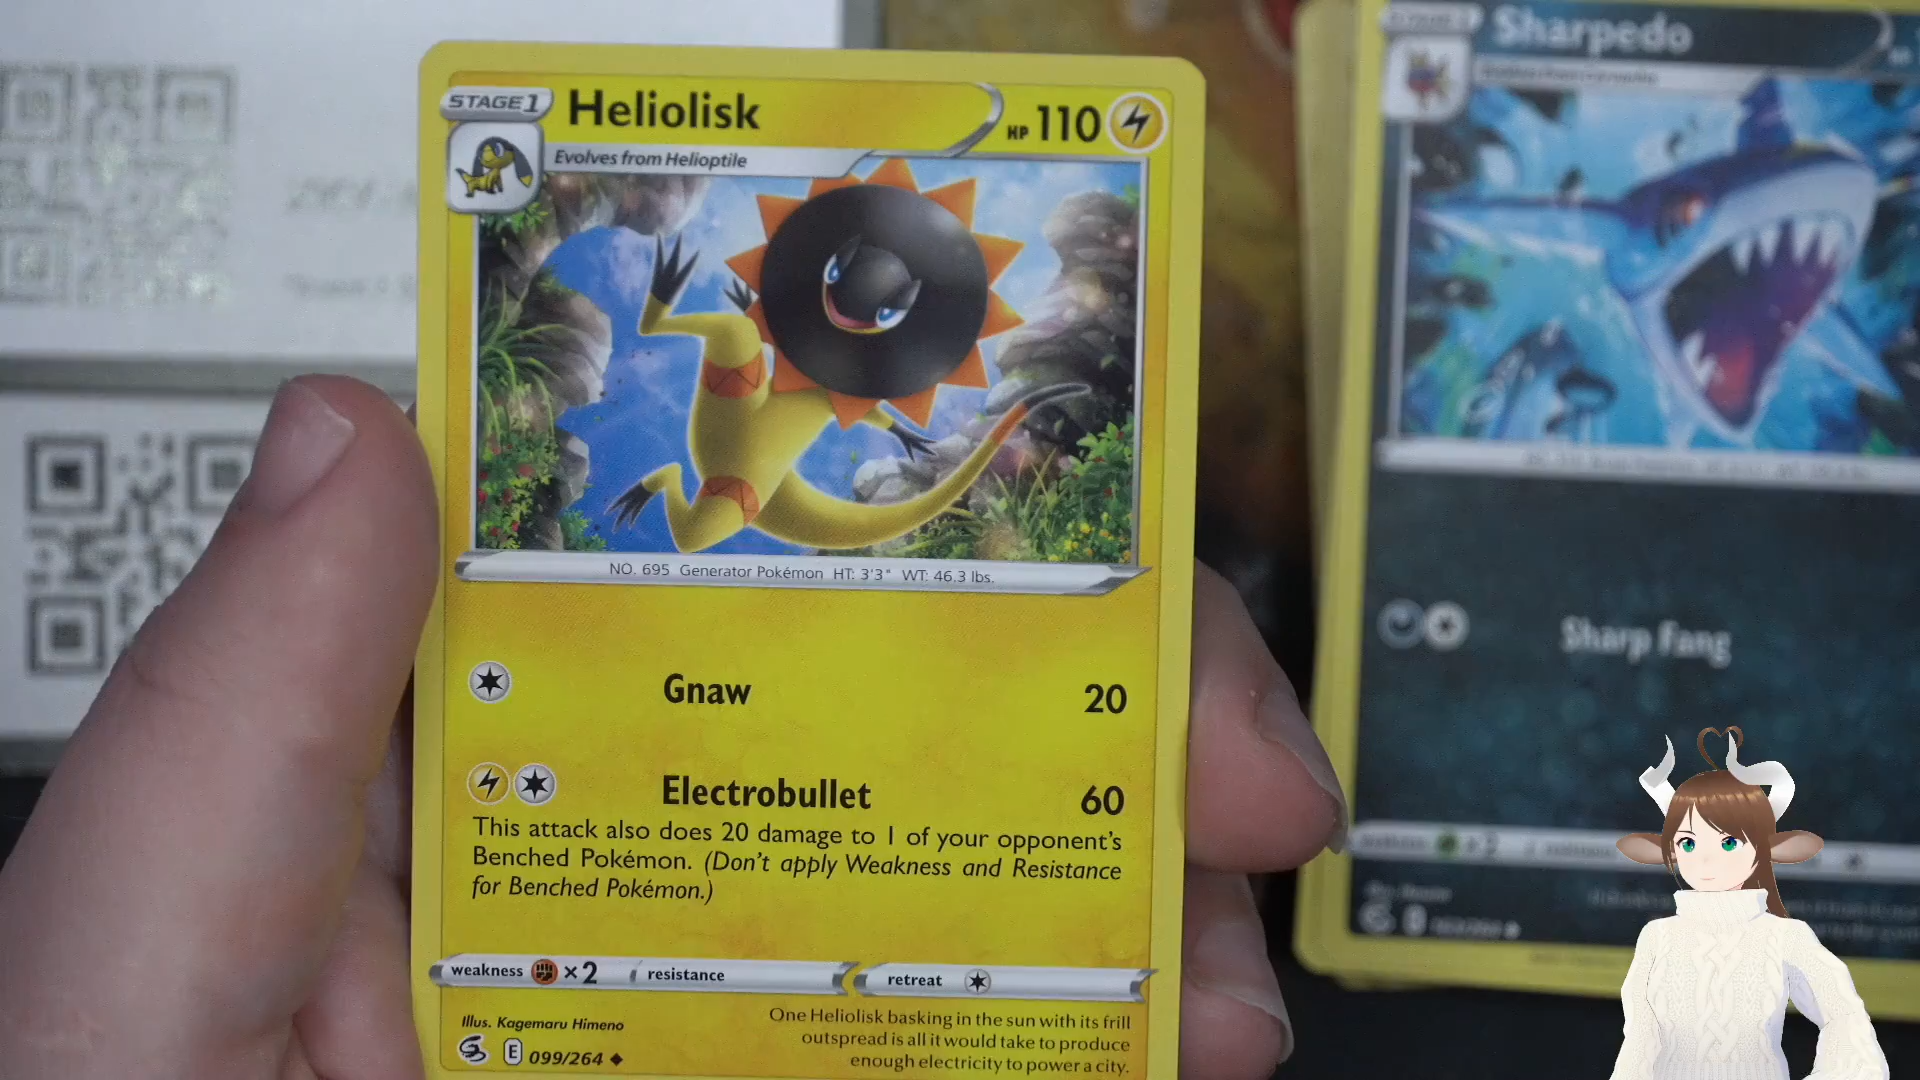 STAGE 1
Heliolisk
HP 110
Evolves from Helioptile
NO. 695 Generator Pokémon HT: 3'3" WT: 46.3 lbs.
Gnaw 20
Electrobullet 60
This attack also does 20 damage to 1 of your opponent's
Benched Pokémon. (Don't apply Weakness and Resistance
for Benched Pokémon.)
weakness ×2 resistance retreat
Illus. Kagemaru Himeno
E 099/264
One Heliolisk basking in the sun with its frill
outspread is all it would take to produce
enough electricity to power a city.
Sharpedo
Sharp Fang